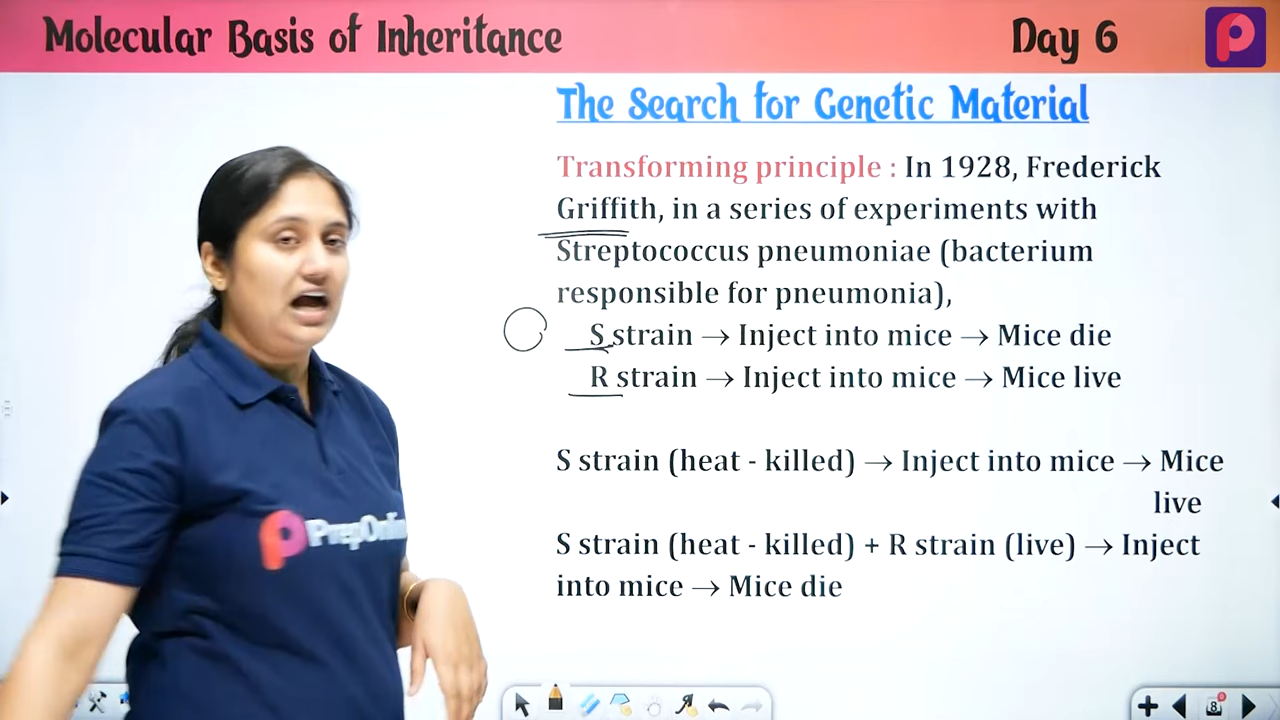 Molecular Basis of Inheritance
Day 6
The Search for Genetic Material
Transforming principle : In 1928, Frederick
Griffith, in a series of experiments with
Streptococcus pneumoniae (bacterium
responsible for pneumonia),
S strain → Inject into mice → Mice die
R strain → Inject into mice → Mice live
S strain (heat - killed) → Inject into mice → Mice
live
S strain (heat - killed) + R strain (live) → Inject
into mice → Mice die
PrepOnlin
8